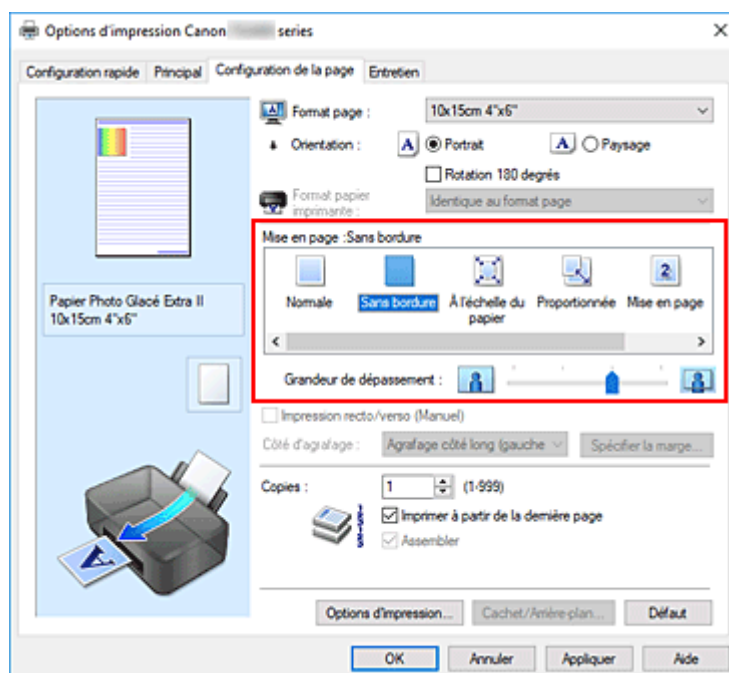 Options d'impression Canon series
Configuration rapide Principal Configuration de la page Entretien
Format page : 10x15cm 4"x6"
Orientation : A Portrait A Paysage
Rotation 180 degrés
Format papier imprimante : Identique au format page
Mise en page :Sans bordure
Normale Sans bordure À l'échelle du papier Proportionnée 2 Mise en page
Papier Photo Glacé Extra II
10x15cm 4"x6"
Grandeur de dépassement :
Impression recto/verso (Manuel)
Côté d'agrafage : Agrafage côté long (gauche Spécifier la marge...
Copies : 1 (1-999)
Imprimer à partir de la dernière page
Assembler
A
Options d'impression... Cachet/Arrière-plan... Défaut
OK Annuler Appliquer Aide